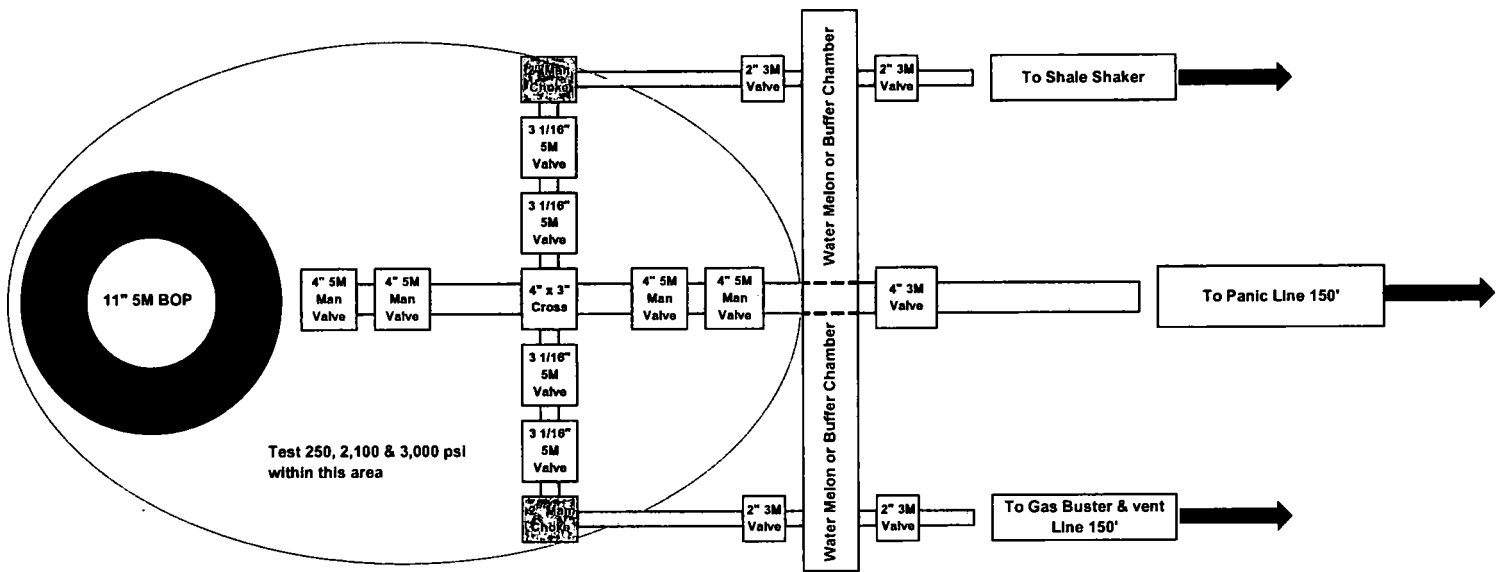 Man
Choke
2" 3M
Valve
2" 3M
Valve
To Shale Shaker
3 1/16"
5M
Valve
3 1/16"
5M
Valve
Water Melon or Buffer Chamber
11" 5M BOP
4" 5M
Man
Valve
4" 5M
Man
Valve
4" x 3"
Cross
4" 5M
Man
Valve
4" 5M
Man
Valve
4" 3M
Valve
To Panic Line 150'
3 1/16"
5M
Valve
3 1/16"
5M
Valve
Water Melon or Buffer Chamber
Test 250, 2,100 & 3,000 psi
within this area
Choke
2" 3M
Valve
2" 3M
Valve
To Gas Buster & vent
Line 150'